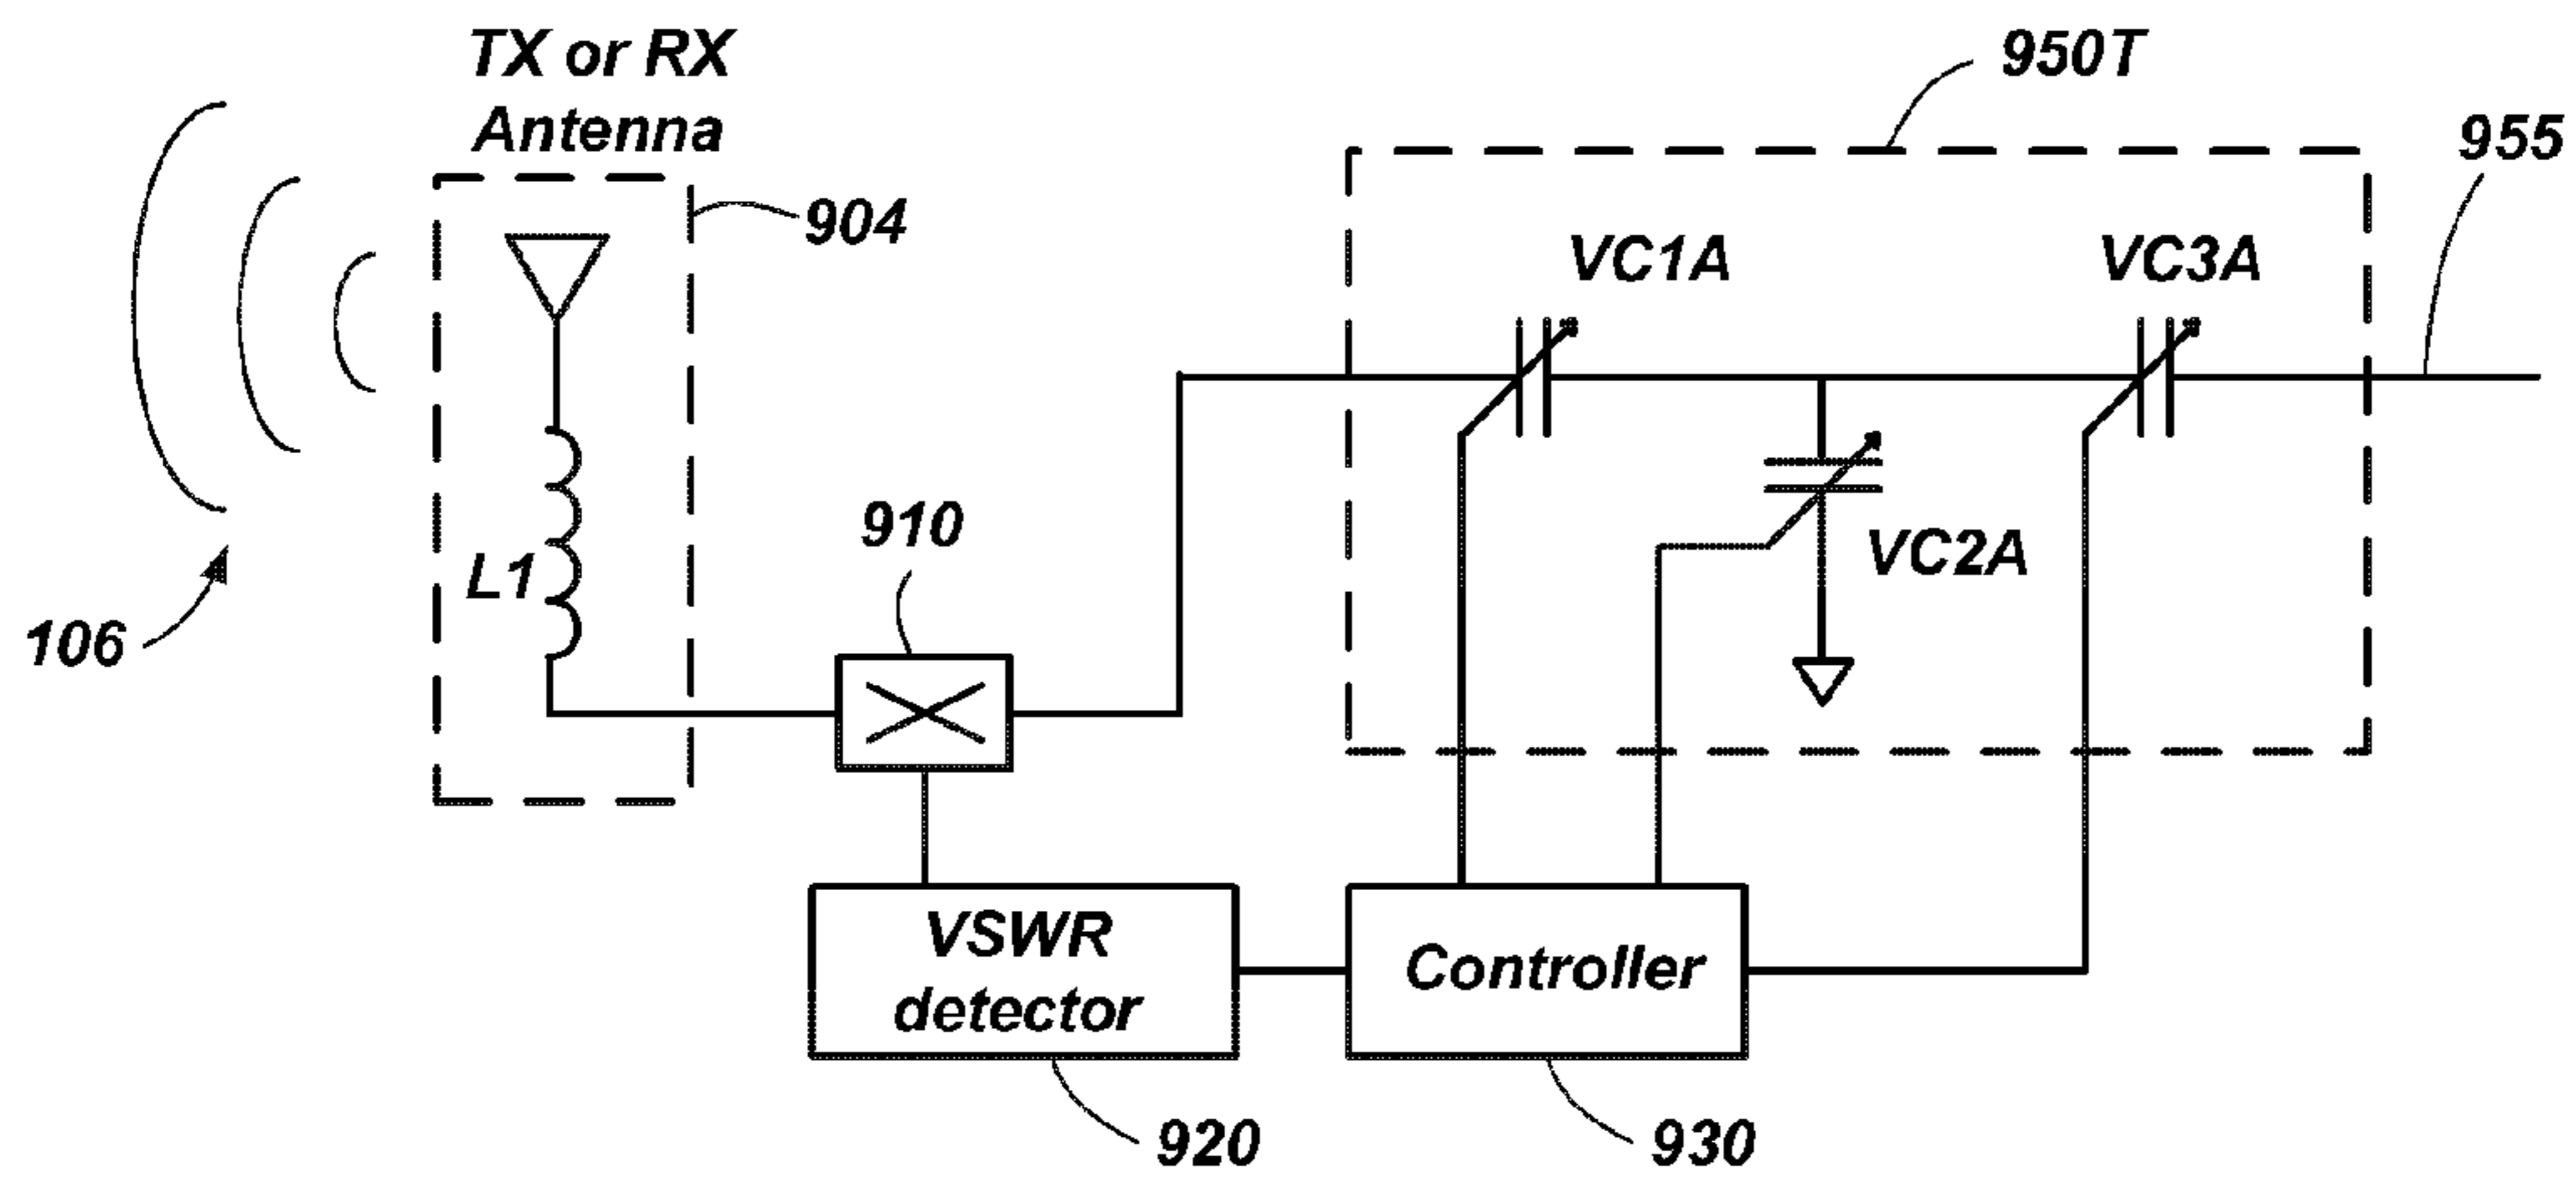 TX or RX
Antenna
950T
955
904
VC1A
VC3A
910
L1
VC2A
106
VSWR
detector
Controller
920
930